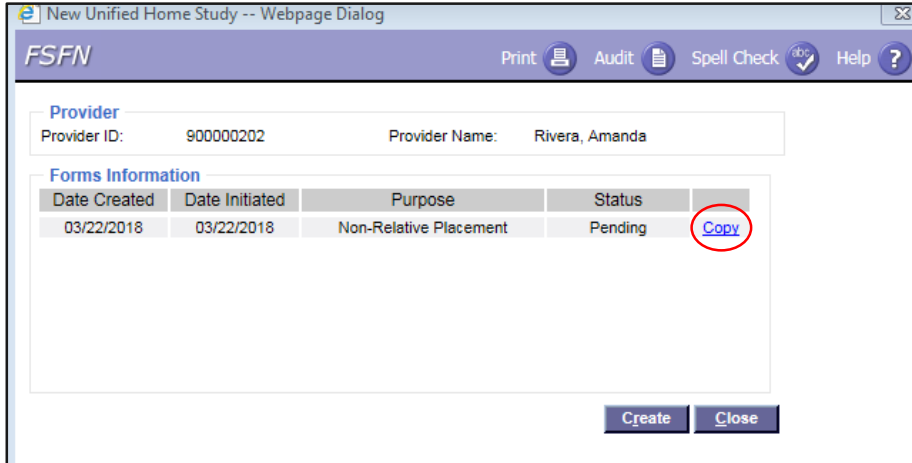 New Unified Home Study -- Webpage Dialog
FSFN Print Audit abc Spell Check Help ?
Provider
Provider ID: 900000202 Provider Name: Rivera, Amanda
Forms Information
Date Created Date Initiated Purpose Status
03/22/2018 03/22/2018 Non-Relative Placement Pending Copy
Create Close